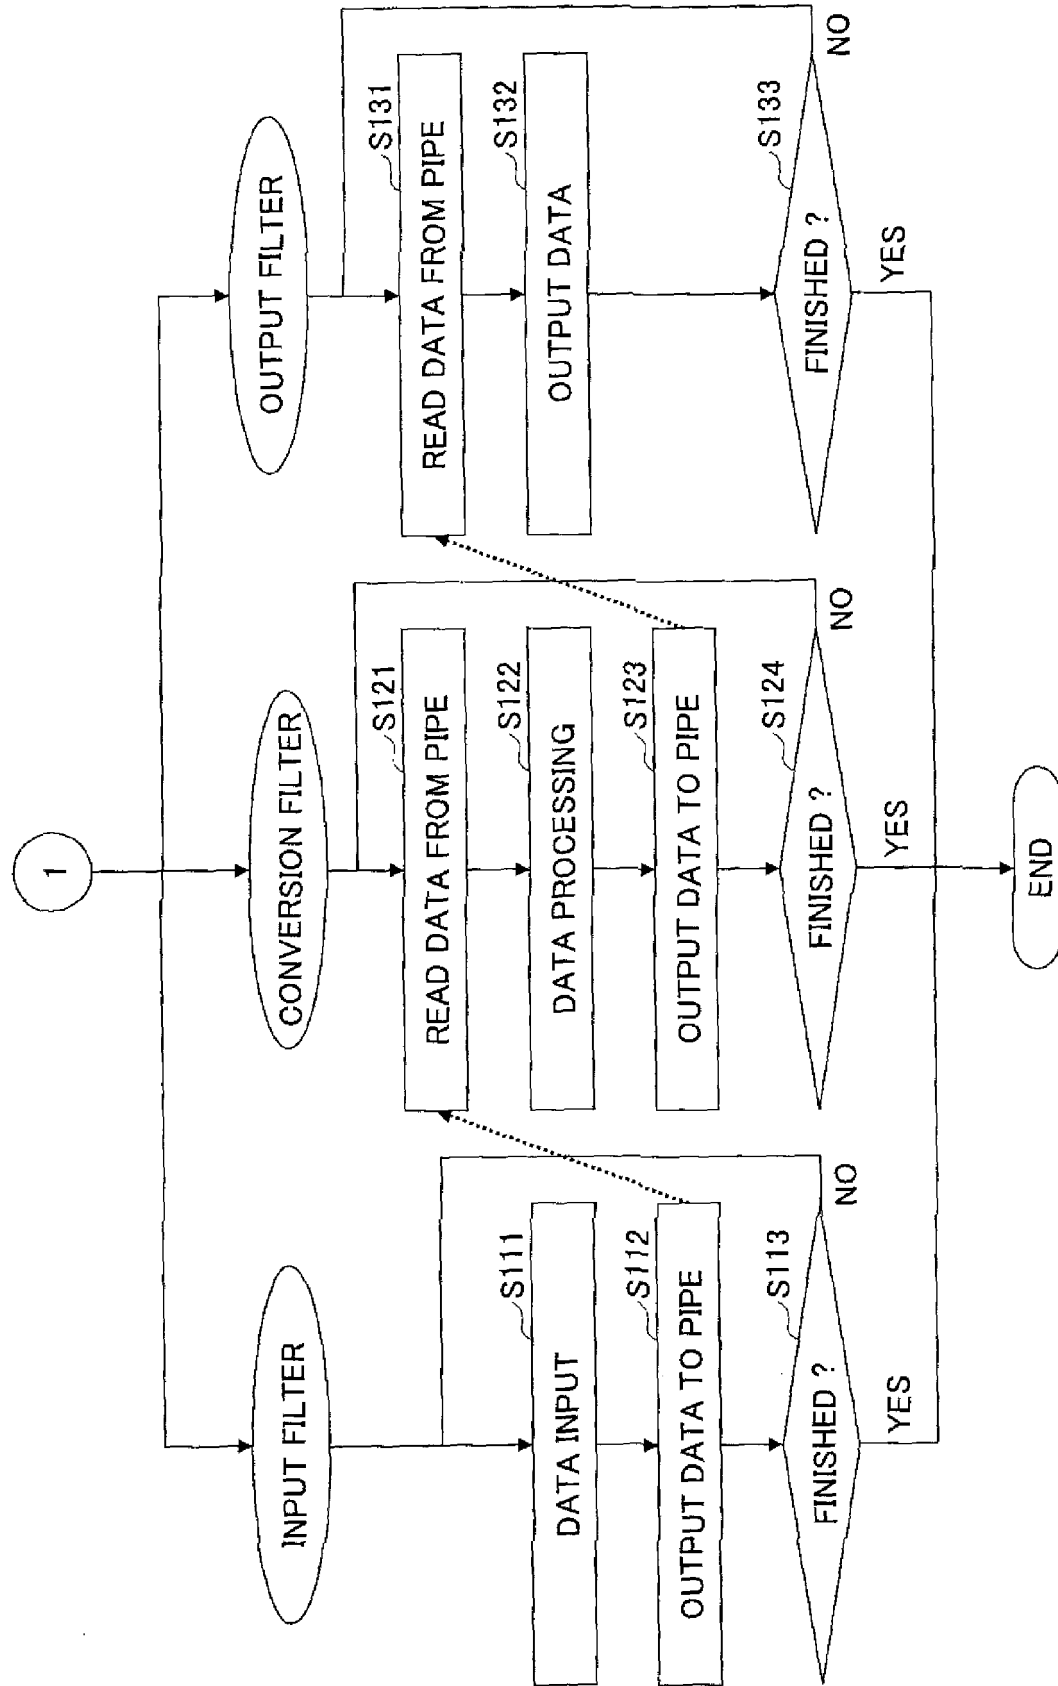 1
INPUT FILTER
S111
DATA INPUT
S112
OUTPUT DATA TO PIPE
S113
FINISHED ?
NO
YES
CONVERSION FILTER
S121
READ DATA FROM PIPE
S122
DATA PROCESSING
S123
OUTPUT DATA TO PIPE
S124
FINISHED ?
NO
YES
OUTPUT FILTER
S131
READ DATA FROM PIPE
S132
OUTPUT DATA
S133
FINISHED ?
NO
YES
END